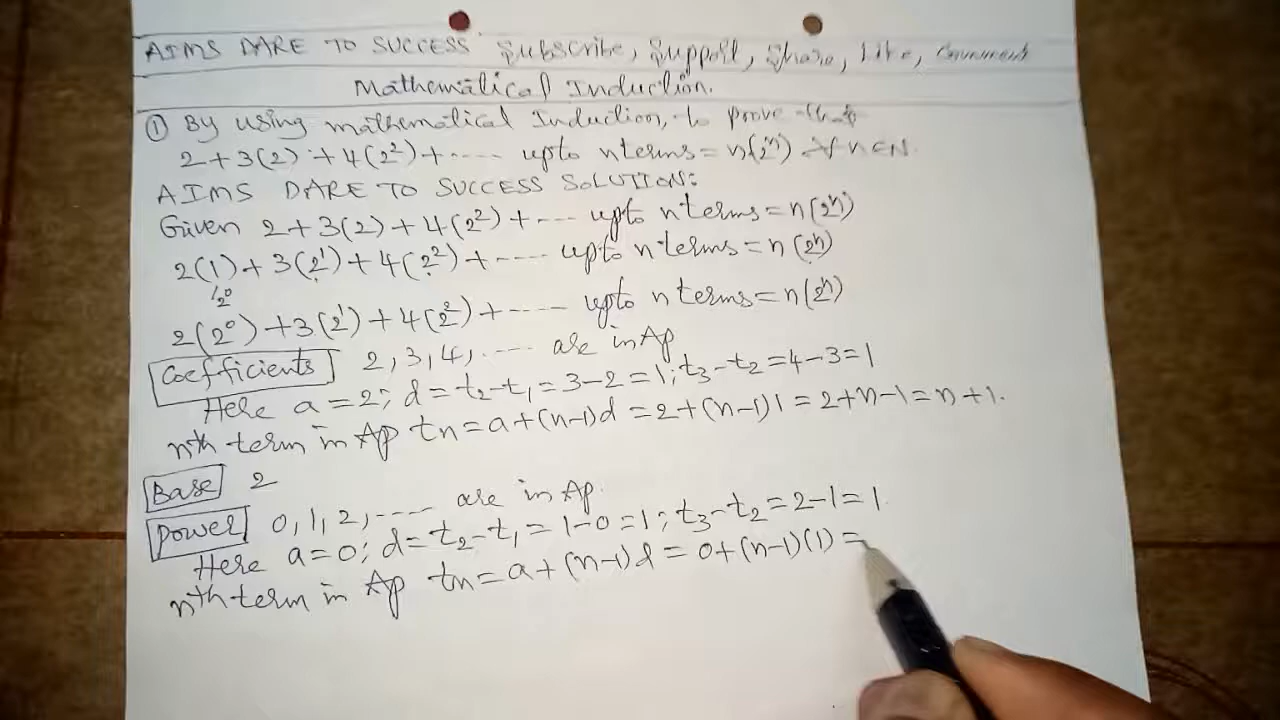 AIMS DARE TO SUCCESS Subscribe, Support, Share, Like, Comment
Mathematical Induction.
① By using mathematical Induction, to prove that
2+3(2)+4(2²)+..... upto n terms = n(2ⁿ) ∀ n ∈ N.
AIMS DARE TO SUCCESS SOLUTION:
Given 2+3(2)+4(2²)+---- upto n terms = n(2ⁿ)
2(1)+3(2¹)+4(2²)+----- upto n terms = n(2ⁿ)
↳2⁰
2(2⁰)+3(2¹)+4(2²)+----- upto n terms = n(2ⁿ)
Coefficients 2,3,4,---- are in Ap
Here a=2; d=t₂-t₁=3-2=1; t₃-t₂=4-3=1
nth term in Ap tn=a+(n-1)d=2+(n-1)1=2+n-1=n+1.
Base 2
power 0,1,2,----- are in Ap.
Here a=0; d=t₂-t₁=1-0=1; t₃-t₂=2-1=1.
nth term in Ap tn=a+(n-1)d=0+(n-1)(1)=